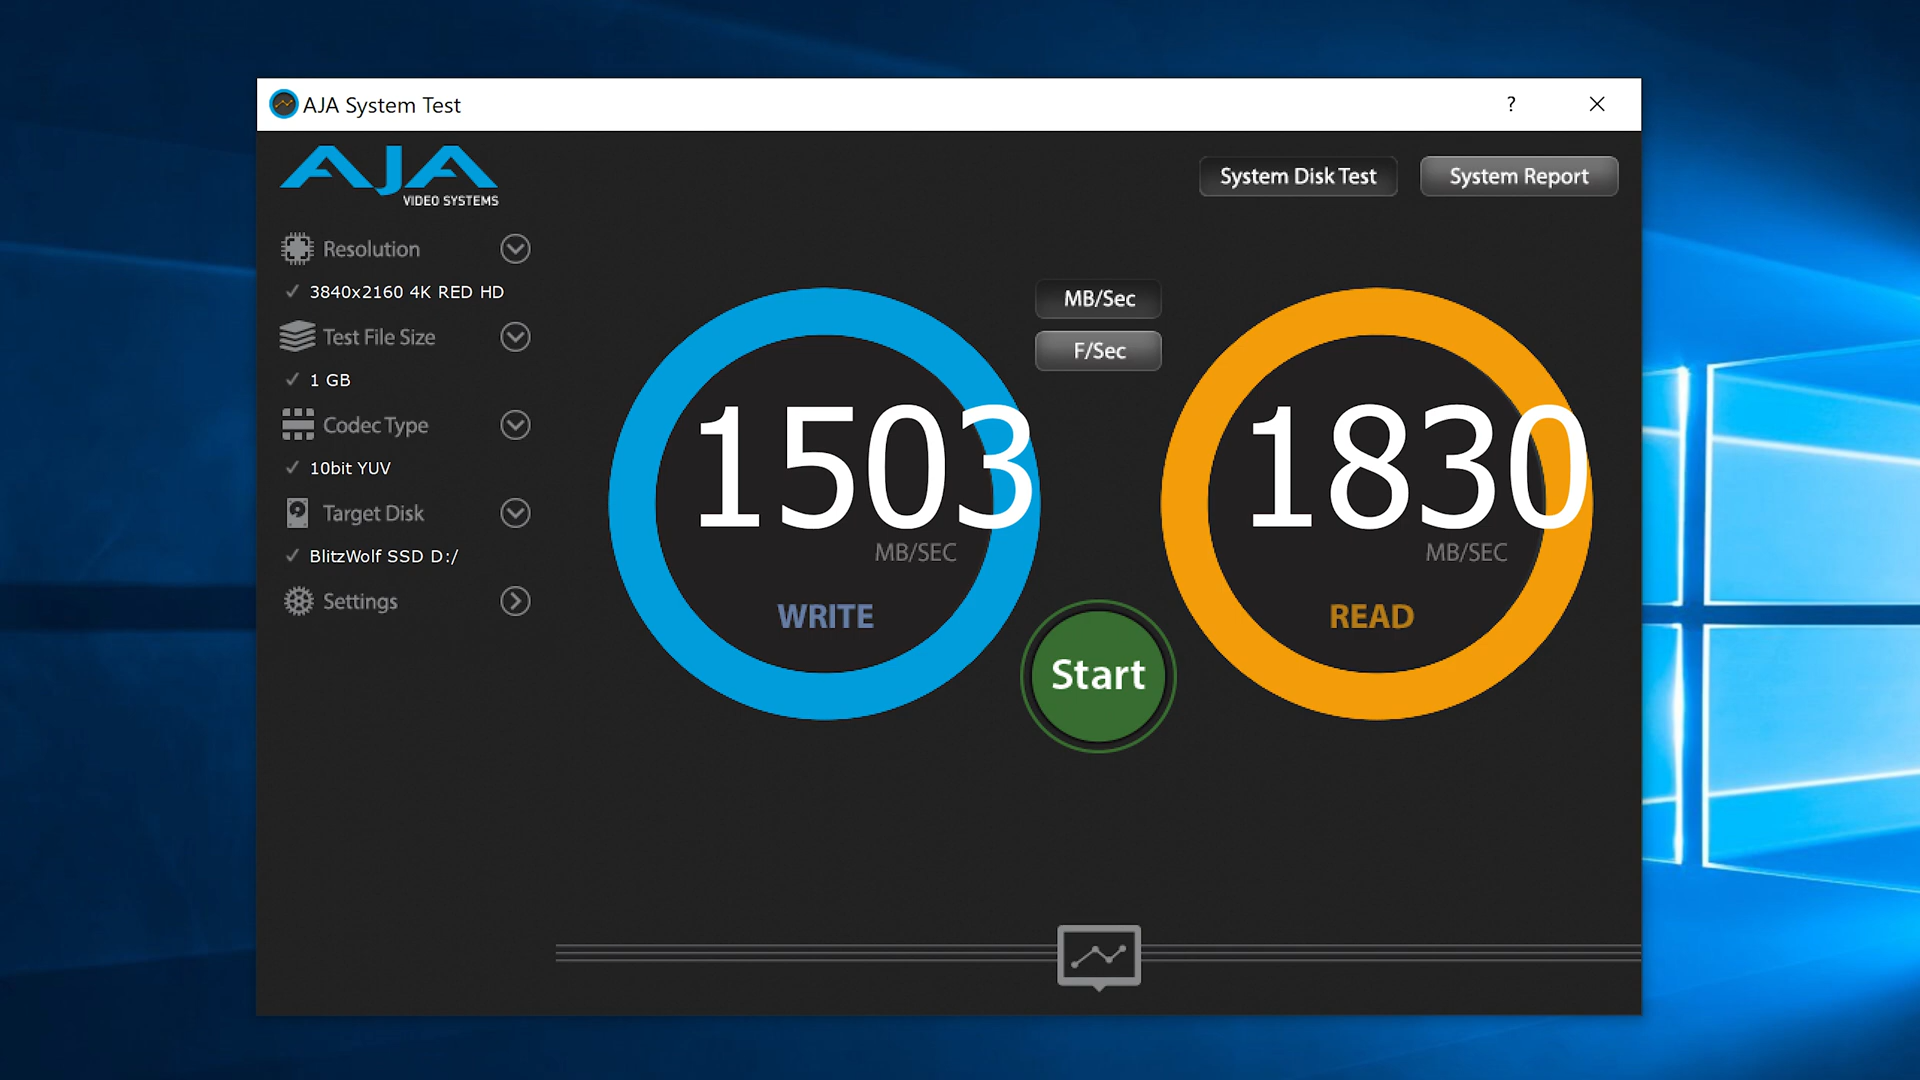 AJA System Test
?
AJA
VIDEO SYSTEMS
System Disk Test
System Report
Resolution
3840x2160 4K RED HD
Test File Size
1 GB
Codec Type
10bit YUV
Target Disk
BlitzWolf SSD D:/
Settings
MB/Sec
F/Sec
1503
MB/SEC
WRITE
1830
MB/SEC
READ
Start